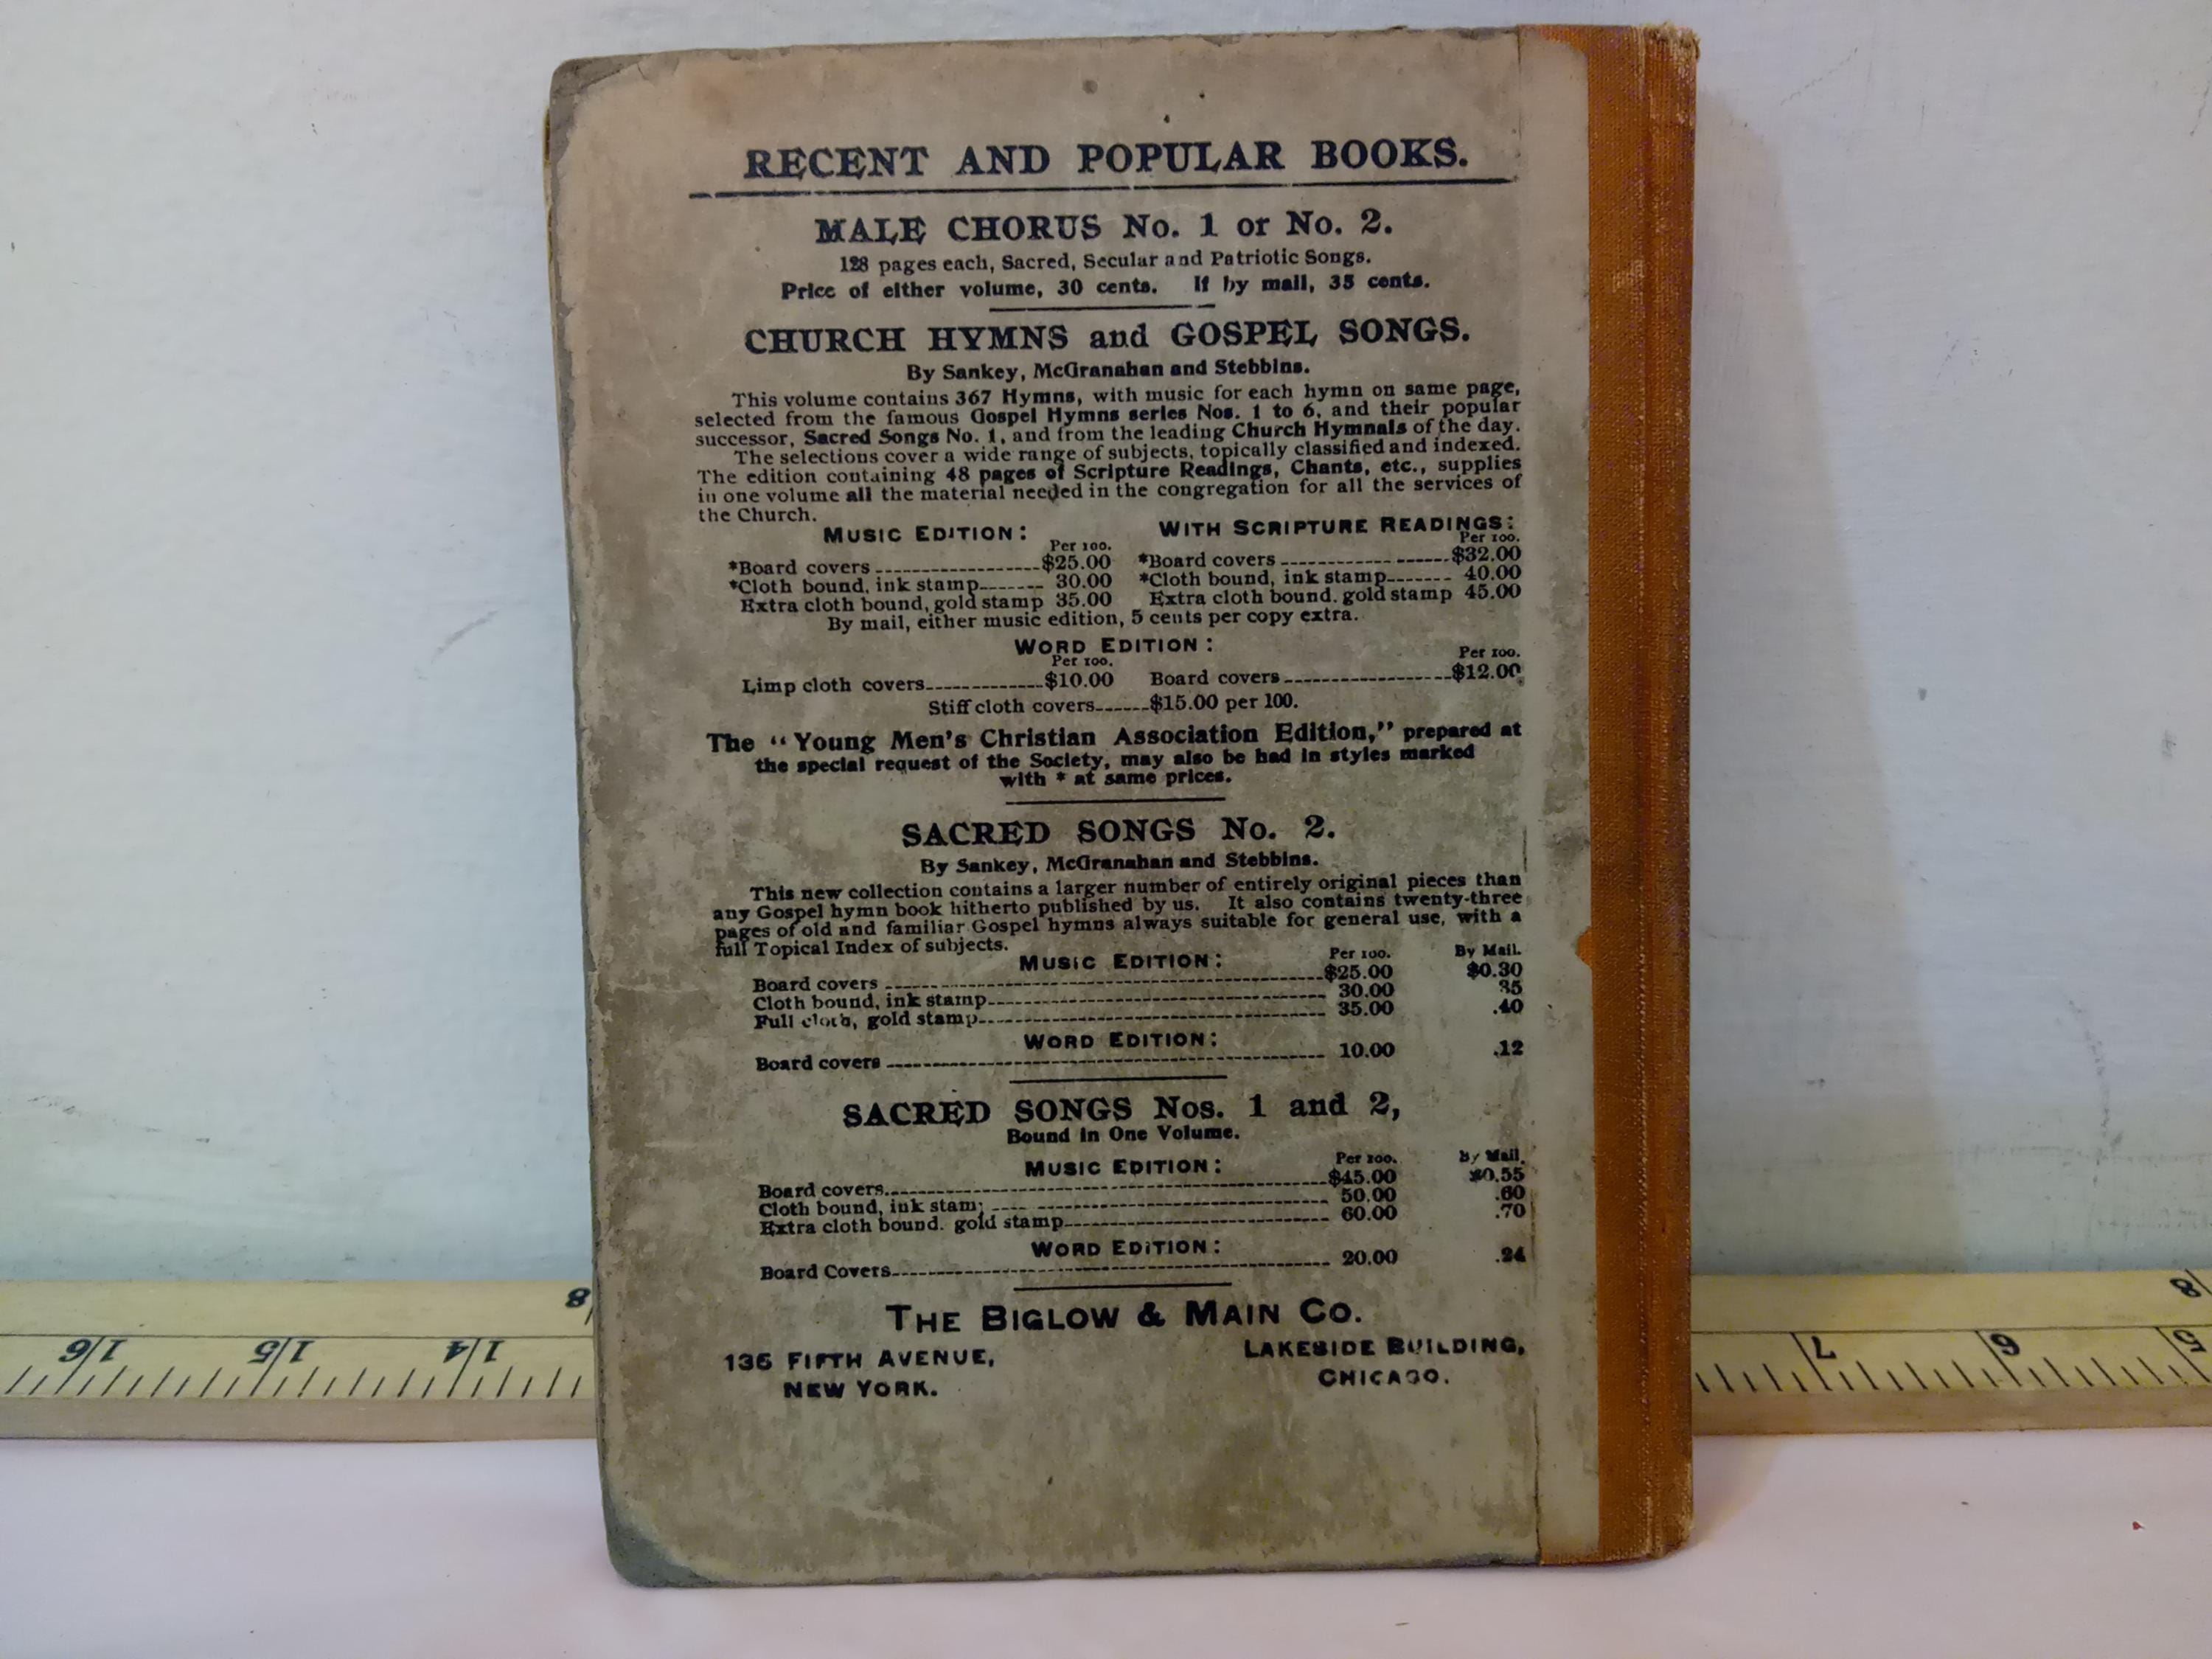 RECENT AND POPULAR BOOKS.
MALE CHORUS No. 1 or No. 2.
128 pages each, Sacred, Secular and Patriotic Songs.
Price of either volume, 30 cents. If by mail, 35 cents.
CHURCH HYMNS and GOSPEL SONGS.
By Sankey, McGranahan and Stebbins.
This volume contains 367 Hymns, with music for each hymn on same page,
selected from the famous Gospel Hymns series Nos. 1 to 6, and their popular
successor, Sacred Songs No. 1, and from the leading Church Hymnals of the day.
The selections cover a wide range of subjects, topically classified and indexed.
The edition containing 48 pages of Scripture Readings, Chants, etc., supplies
in one volume all the material needed in the congregation for all the services of
the Church.
MUSIC EDITION:
Per 100.
*Board covers $25.00
*Cloth bound, ink stamp 30.00
Extra cloth bound, gold stamp 35.00
WITH SCRIPTURE READINGS:
Per 100.
*Board covers $32.00
*Cloth bound, ink stamp 40.00
Extra cloth bound. gold stamp 45.00
By mail, either music edition, 5 cents per copy extra.
WORD EDITION:
Per 100. Per 100.
Limp cloth covers $10.00 Board covers $12.00
Stiff cloth covers $15.00 per 100.
The "Young Men's Christian Association Edition," prepared at
the special request of the Society, may also be had in styles marked
with * at same prices.
SACRED SONGS No. 2.
By Sankey, McGranahan and Stebbins.
This new collection contains a larger number of entirely original pieces than
any Gospel hymn book hitherto published by us. It also contains twenty-three
pages of old and familiar Gospel hymns always suitable for general use, with a
full Topical Index of subjects.
MUSIC EDITION: Per 100. By Mail.
Board covers $25.00 $0.30
Cloth bound, ink stamp 30.00 35
Full cloth, gold stamp 35.00 .40
WORD EDITION:
Board covers 10.00 .12
SACRED SONGS Nos. 1 and 2,
Bound in One Volume.
MUSIC EDITION: Per 100. By Mail.
Board covers $45.00 $0.55
Cloth bound, ink stamp 50.00 .60
Extra cloth bound. gold stamp 60.00 .70
WORD EDITION:
Board Covers 20.00 .24
THE BIGLOW & MAIN CO.
135 FIFTH AVENUE,
NEW YORK.
LAKESIDE BUILDING,
CHICAGO.
8 8
16 15 14 7 6 5